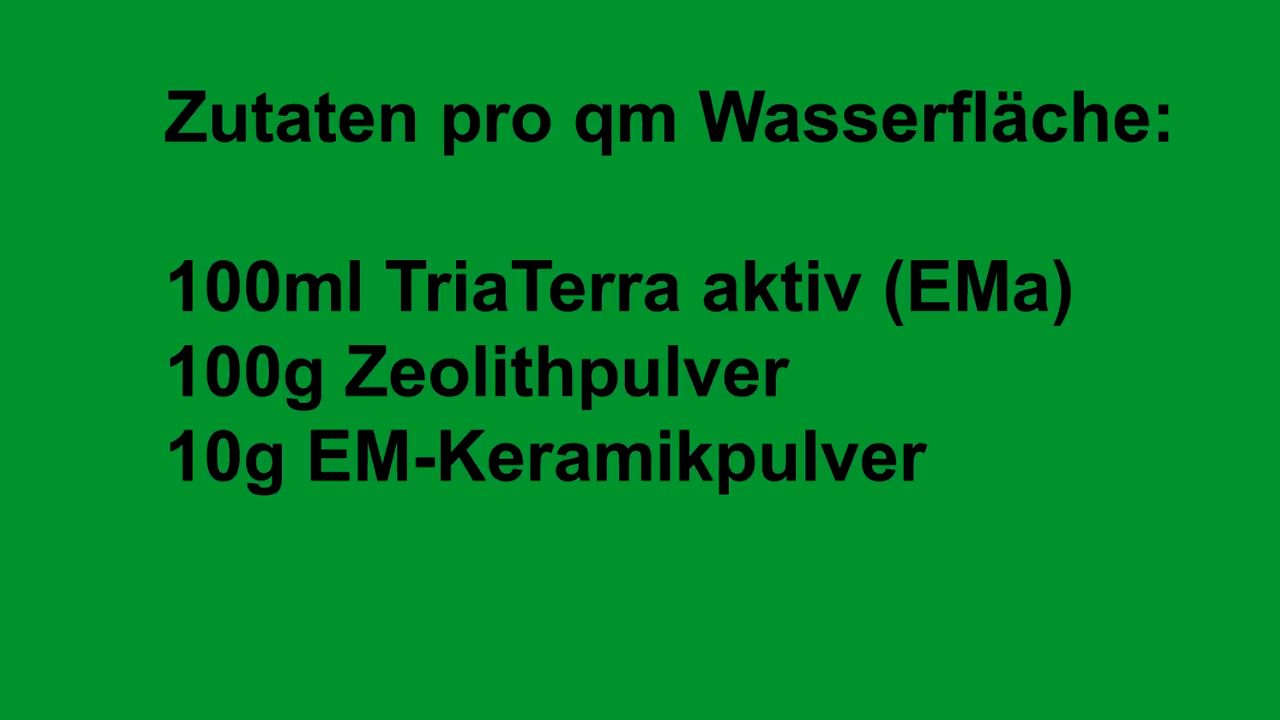 Zutaten pro qm Wasserfläche:
100ml TriaTerra aktiv (EMa)
100g Zeolithpulver
10g EM-Keramikpulver